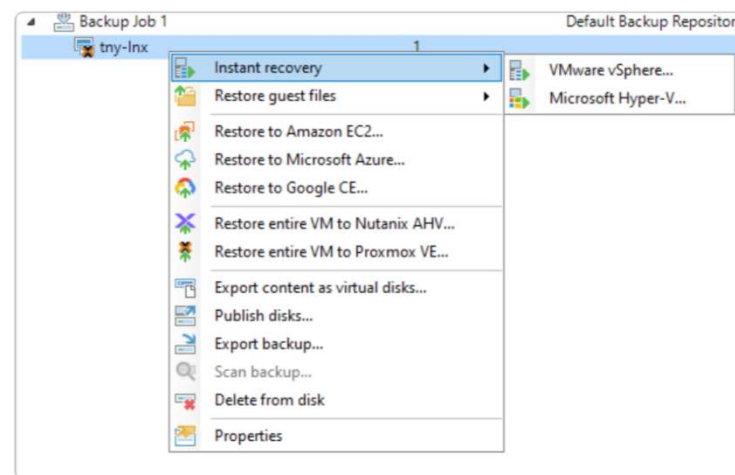 Backup Job 1 Default Backup Repositor
tny-lnx 1
Instant recovery VMware vSphere...
Restore guest files Microsoft Hyper-V...
Restore to Amazon EC2...
Restore to Microsoft Azure...
Restore to Google CE...
Restore entire VM to Nutanix AHV...
Restore entire VM to Proxmox VE...
Export content as virtual disks...
Publish disks...
Export backup...
Scan backup...
Delete from disk
Properties